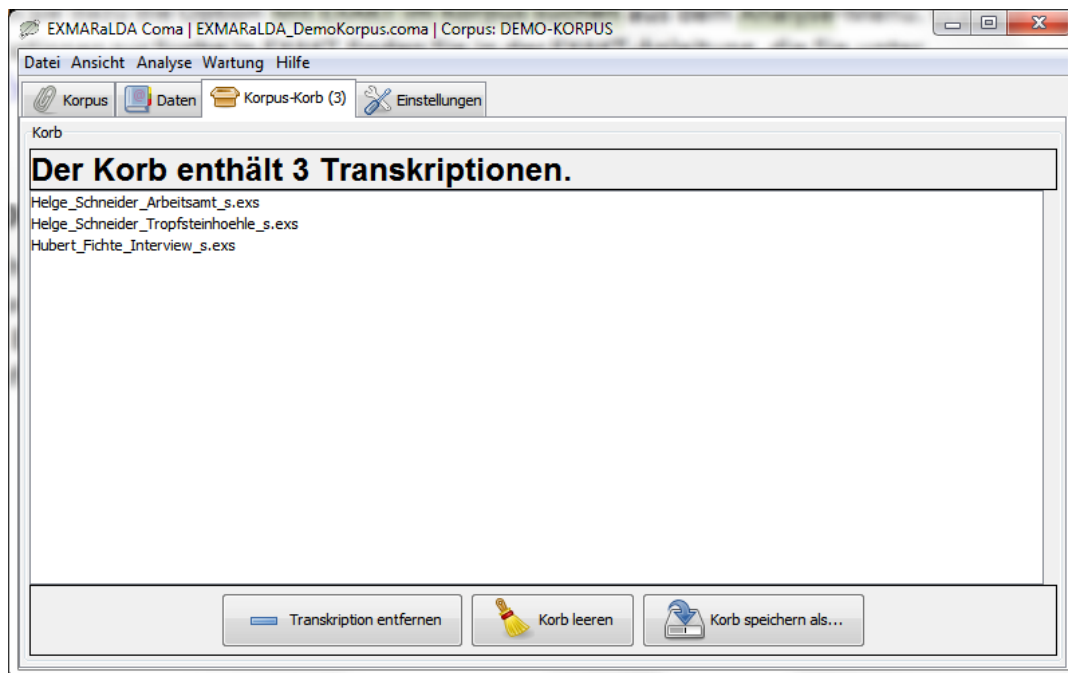 EXMARaLDA Coma | EXMARaLDA_DemoKorpus.coma | Corpus: DEMO-KORPUS
Datei Ansicht Analyse Wartung Hilfe
Korpus Daten Korpus-Korb (3) Einstellungen
Korb
Der Korb enthält 3 Transkriptionen.
Helge_Schneider_Arbeitsamt_s.exs
Helge_Schneider_Tropfsteinhoehle_s.exs
Hubert_Fichte_Interview_s.exs
Transkription entfernen Korb leeren Korb speichern als...